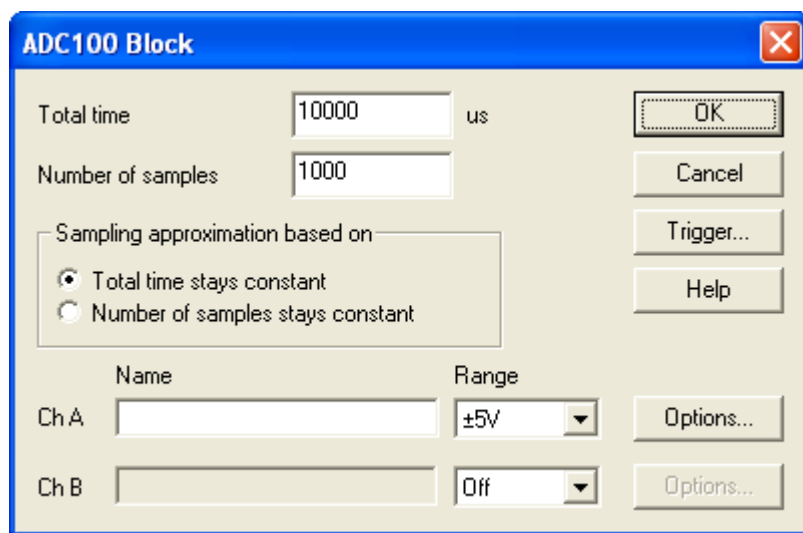 ADC100 Block
Total time 10000 us OK
Number of samples 1000 Cancel
Sampling approximation based on Trigger...
Total time stays constant
Number of samples stays constant Help
Name Range
Ch A ±5V Options...
Ch B Off Options...